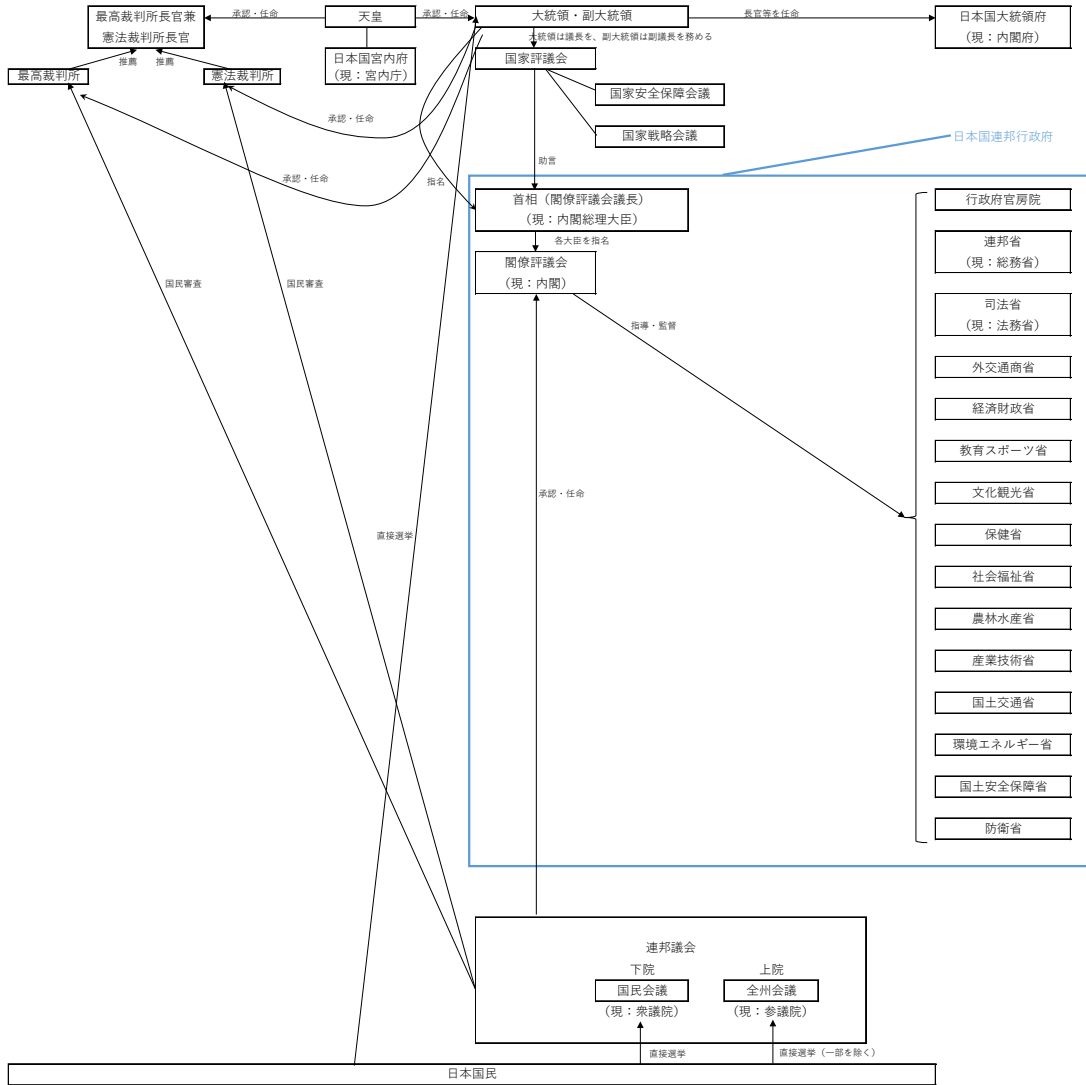 最高裁判所長官兼
憲法裁判所長官
承認・任命
天皇
承認・任命
大統領・副大統領
長官等を任命
日本国大統領府
（現：内閣府）
大統領は議長を、副大統領は副議長を務める
日本国宮内府
（現：宮内庁）
国家評議会
推薦
推薦
最高裁判所
憲法裁判所
国家安全保障会議
国家戦略会議
承認・任命
日本国連邦行政府
助言
承認・任命
指名
首相（閣僚評議会議長）
（現：内閣総理大臣）
各大臣を指名
閣僚評議会
（現：内閣）
国民審査
国民審査
指導・監督
行政府官房院
連邦省
（現：総務省）
司法省
（現：法務省）
外交通商省
経済財政省
教育スポーツ省
文化観光省
保健省
社会福祉省
農林水産省
産業技術省
国土交通省
環境エネルギー省
国土安全保障省
防衛省
承認・任命
直接選挙
連邦議会
下院
上院
国民会議
全州会議
（現：衆議院）
（現：参議院）
直接選挙
直接選挙（一部を除く）
日本国民